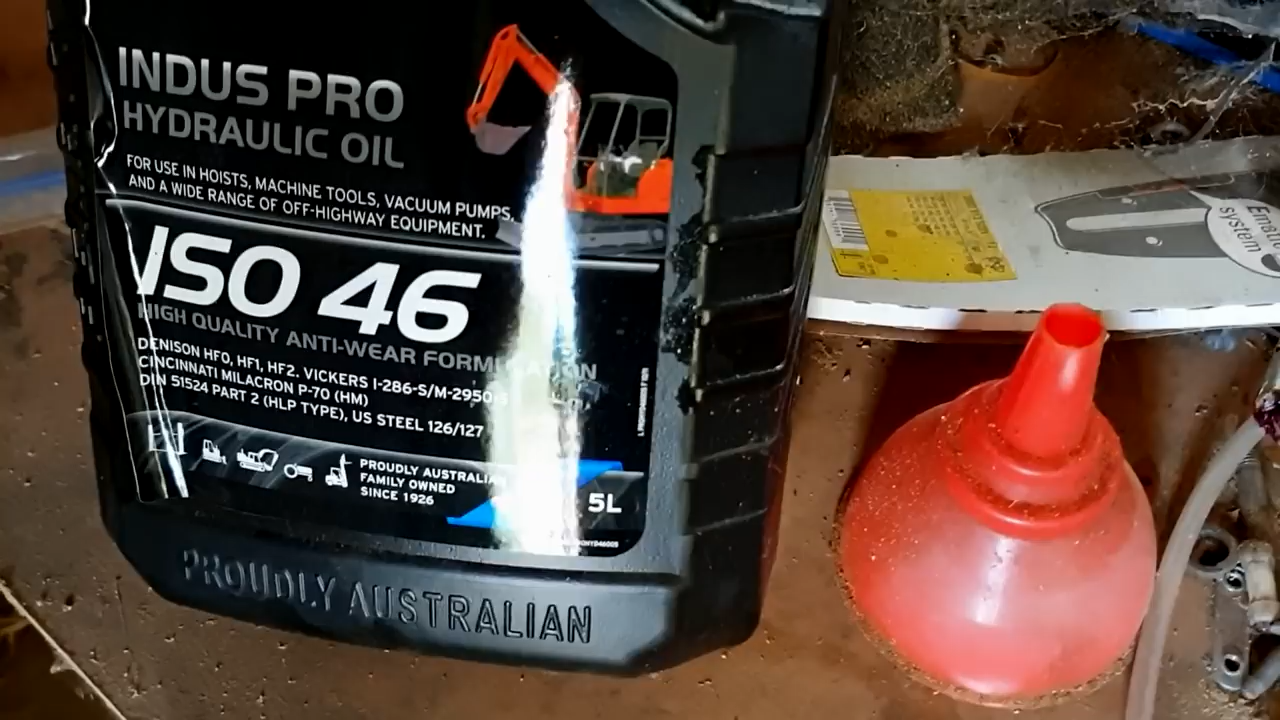 INDUS PRO
HYDRAULIC OIL
FOR USE IN HOISTS, MACHINE TOOLS, VACUUM PUMPS,
AND A WIDE RANGE OF OFF-HIGHWAY EQUIPMENT.
ISO 46
HIGH QUALITY ANTI-WEAR
DENISON HF0, HF1, HF2. VICKERS I-286-S/M-2950-S
CINCINNATI MILACRON P-70 (HM)
DIN 51524 PART 2 (HLP TYPE), US STEEL 126/127
PROUDLY AUSTRALIAN
FAMILY OWNED
SINCE 1926
5L
PROUDLY AUSTRALIAN
system